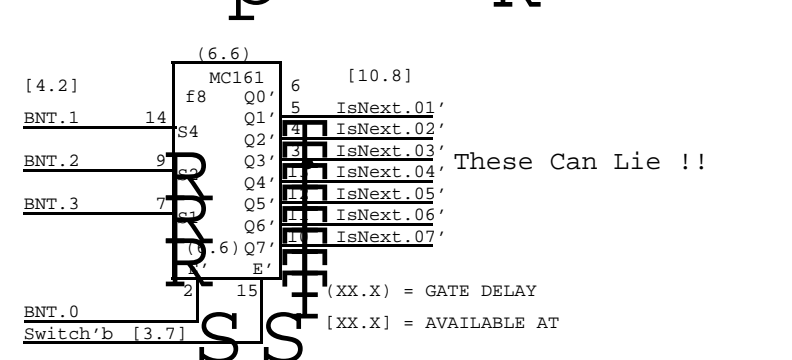 (6.6)
MC161
[4.2]
[10.8]
f8
6
Q0'
BNT.1 14 S4
5 Q1' IsNext.01'
4 Q2' IsNext.02'
3 Q3' IsNext.03'
These Can Lie !!
BNT.2 9 S2
Q4' IsNext.04'
Q5' IsNext.05'
BNT.3 7 S1
Q6' IsNext.06'
(6.6) Q7' 10 IsNext.07'
E'
2 15
(XX.X) = GATE DELAY
BNT.0
[XX.X] = AVAILABLE AT
Switch'b [3.7]
R
R
R
T
T
T
T
T
T
T
S S